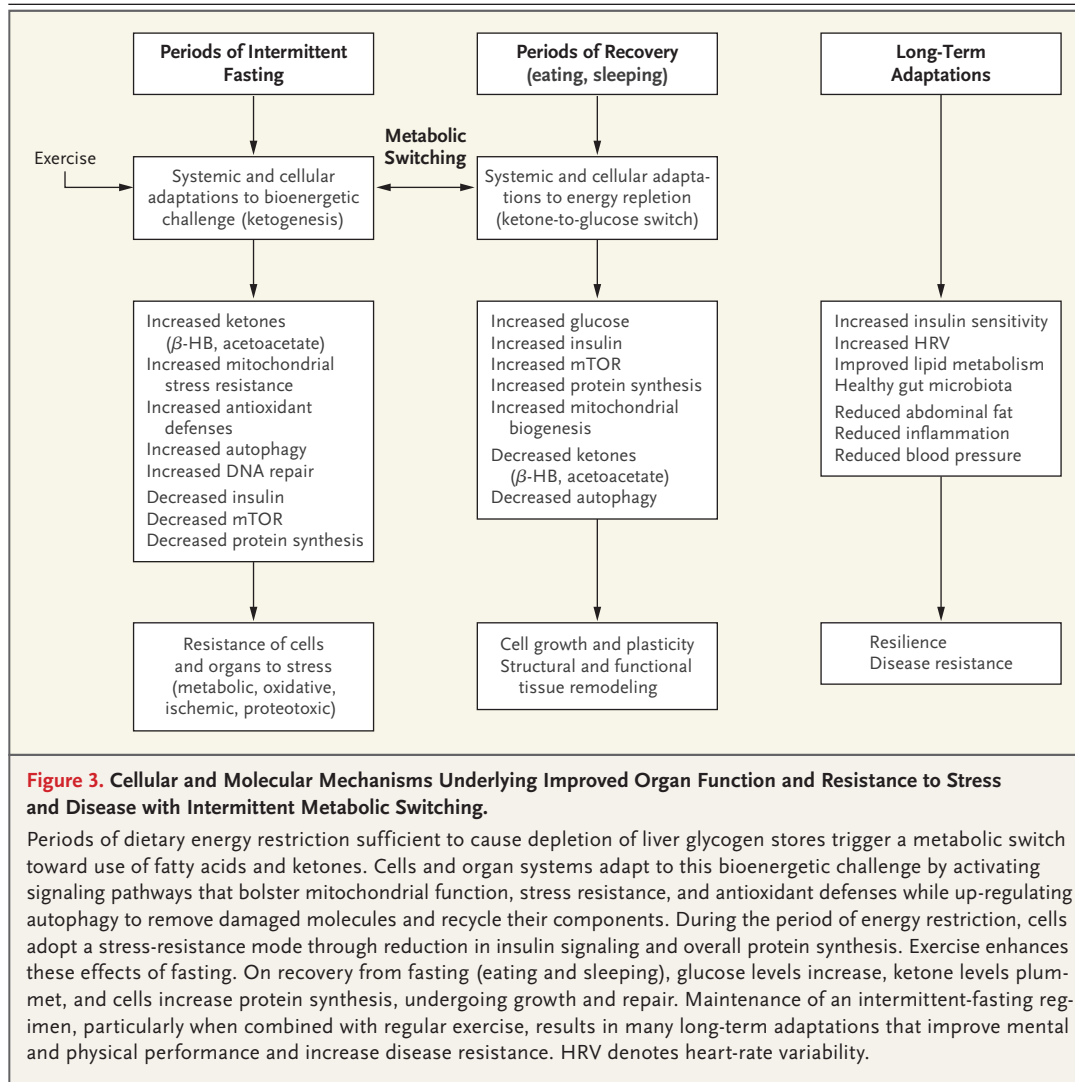 Periods of Intermittent
Fasting
Periods of Recovery
(eating, sleeping)
Long-Term
Adaptations
Exercise
Metabolic
Switching
Systemic and cellular
adaptations to bioenergetic
challenge (ketogenesis)
Systemic and cellular adapta-
tions to energy repletion
(ketone-to-glucose switch)
Increased ketones
(β-HB, acetoacetate)
Increased mitochondrial
stress resistance
Increased antioxidant
defenses
Increased autophagy
Increased DNA repair
Decreased insulin
Decreased mTOR
Decreased protein synthesis
Increased glucose
Increased insulin
Increased mTOR
Increased protein synthesis
Increased mitochondrial
biogenesis
Decreased ketones
(β-HB, acetoacetate)
Decreased autophagy
Increased insulin sensitivity
Increased HRV
Improved lipid metabolism
Healthy gut microbiota
Reduced abdominal fat
Reduced inflammation
Reduced blood pressure
Resistance of cells
and organs to stress
(metabolic, oxidative,
ischemic, proteotoxic)
Cell growth and plasticity
Structural and functional
tissue remodeling
Resilience
Disease resistance
Figure 3. Cellular and Molecular Mechanisms Underlying Improved Organ Function and Resistance to Stress
and Disease with Intermittent Metabolic Switching.
Periods of dietary energy restriction sufficient to cause depletion of liver glycogen stores trigger a metabolic switch
toward use of fatty acids and ketones. Cells and organ systems adapt to this bioenergetic challenge by activating
signaling pathways that bolster mitochondrial function, stress resistance, and antioxidant defenses while up-regulating
autophagy to remove damaged molecules and recycle their components. During the period of energy restriction, cells
adopt a stress-resistance mode through reduction in insulin signaling and overall protein synthesis. Exercise enhances
these effects of fasting. On recovery from fasting (eating and sleeping), glucose levels increase, ketone levels plum-
met, and cells increase protein synthesis, undergoing growth and repair. Maintenance of an intermittent-fasting reg-
imen, particularly when combined with regular exercise, results in many long-term adaptations that improve mental
and physical performance and increase disease resistance. HRV denotes heart-rate variability.